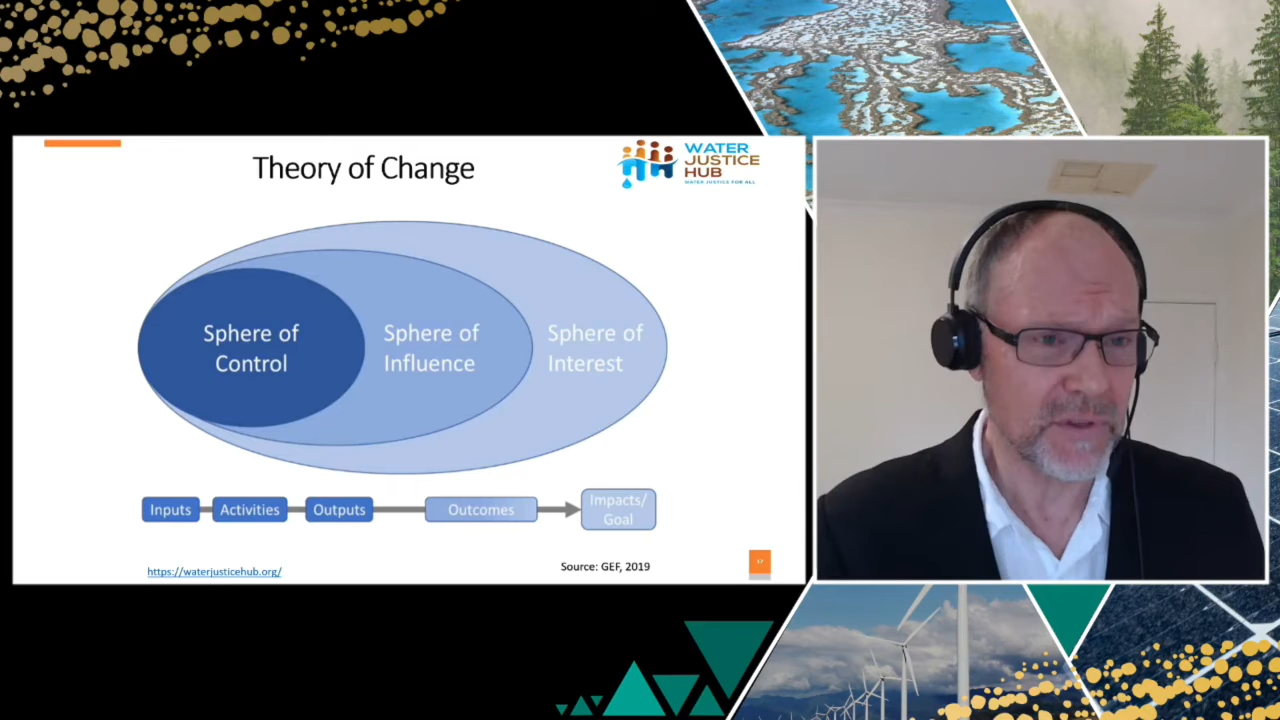 Theory of Change
WATER
JUSTICE
HUB
WATER JUSTICE FOR ALL
Sphere of
Control
Sphere of
Influence
Sphere of
Interest
Inputs
Activities
Outputs
Outcomes
Impacts/
Goal
https://waterjusticehub.org/
Source: GEF, 2019